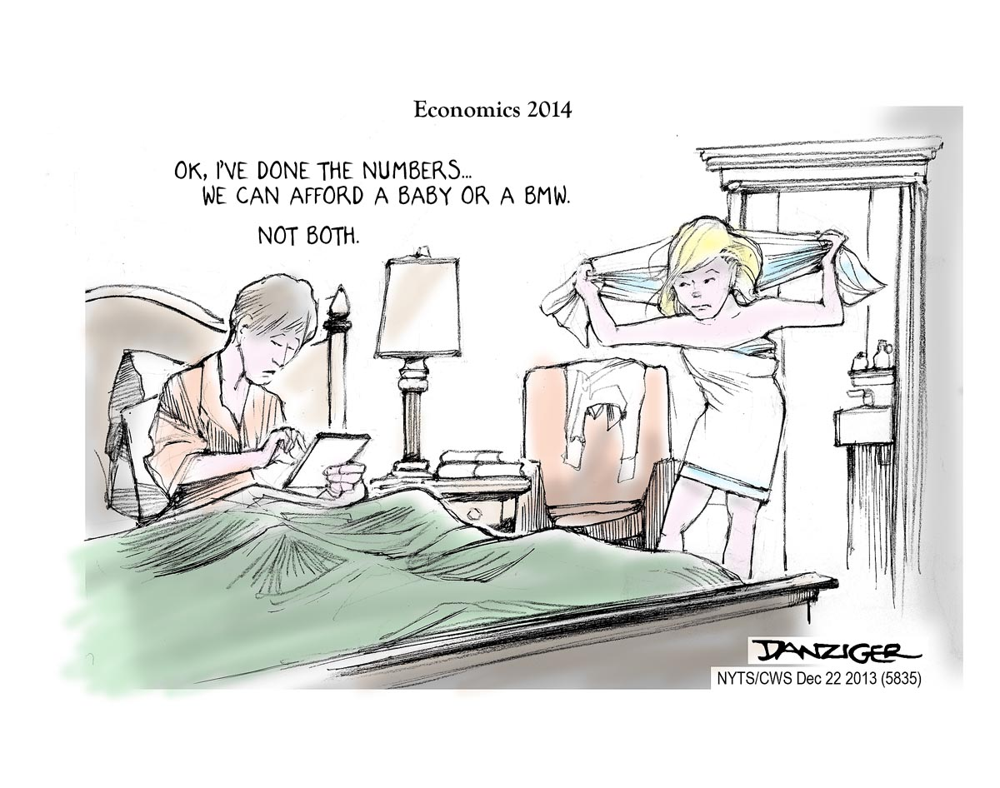 Economics 2014
OK, I'VE DONE THE NUMBERS...
WE CAN AFFORD A BABY OR A BMW.
NOT BOTH.
DANZIGER
NYTS/CWS Dec 22 2013 (5835)